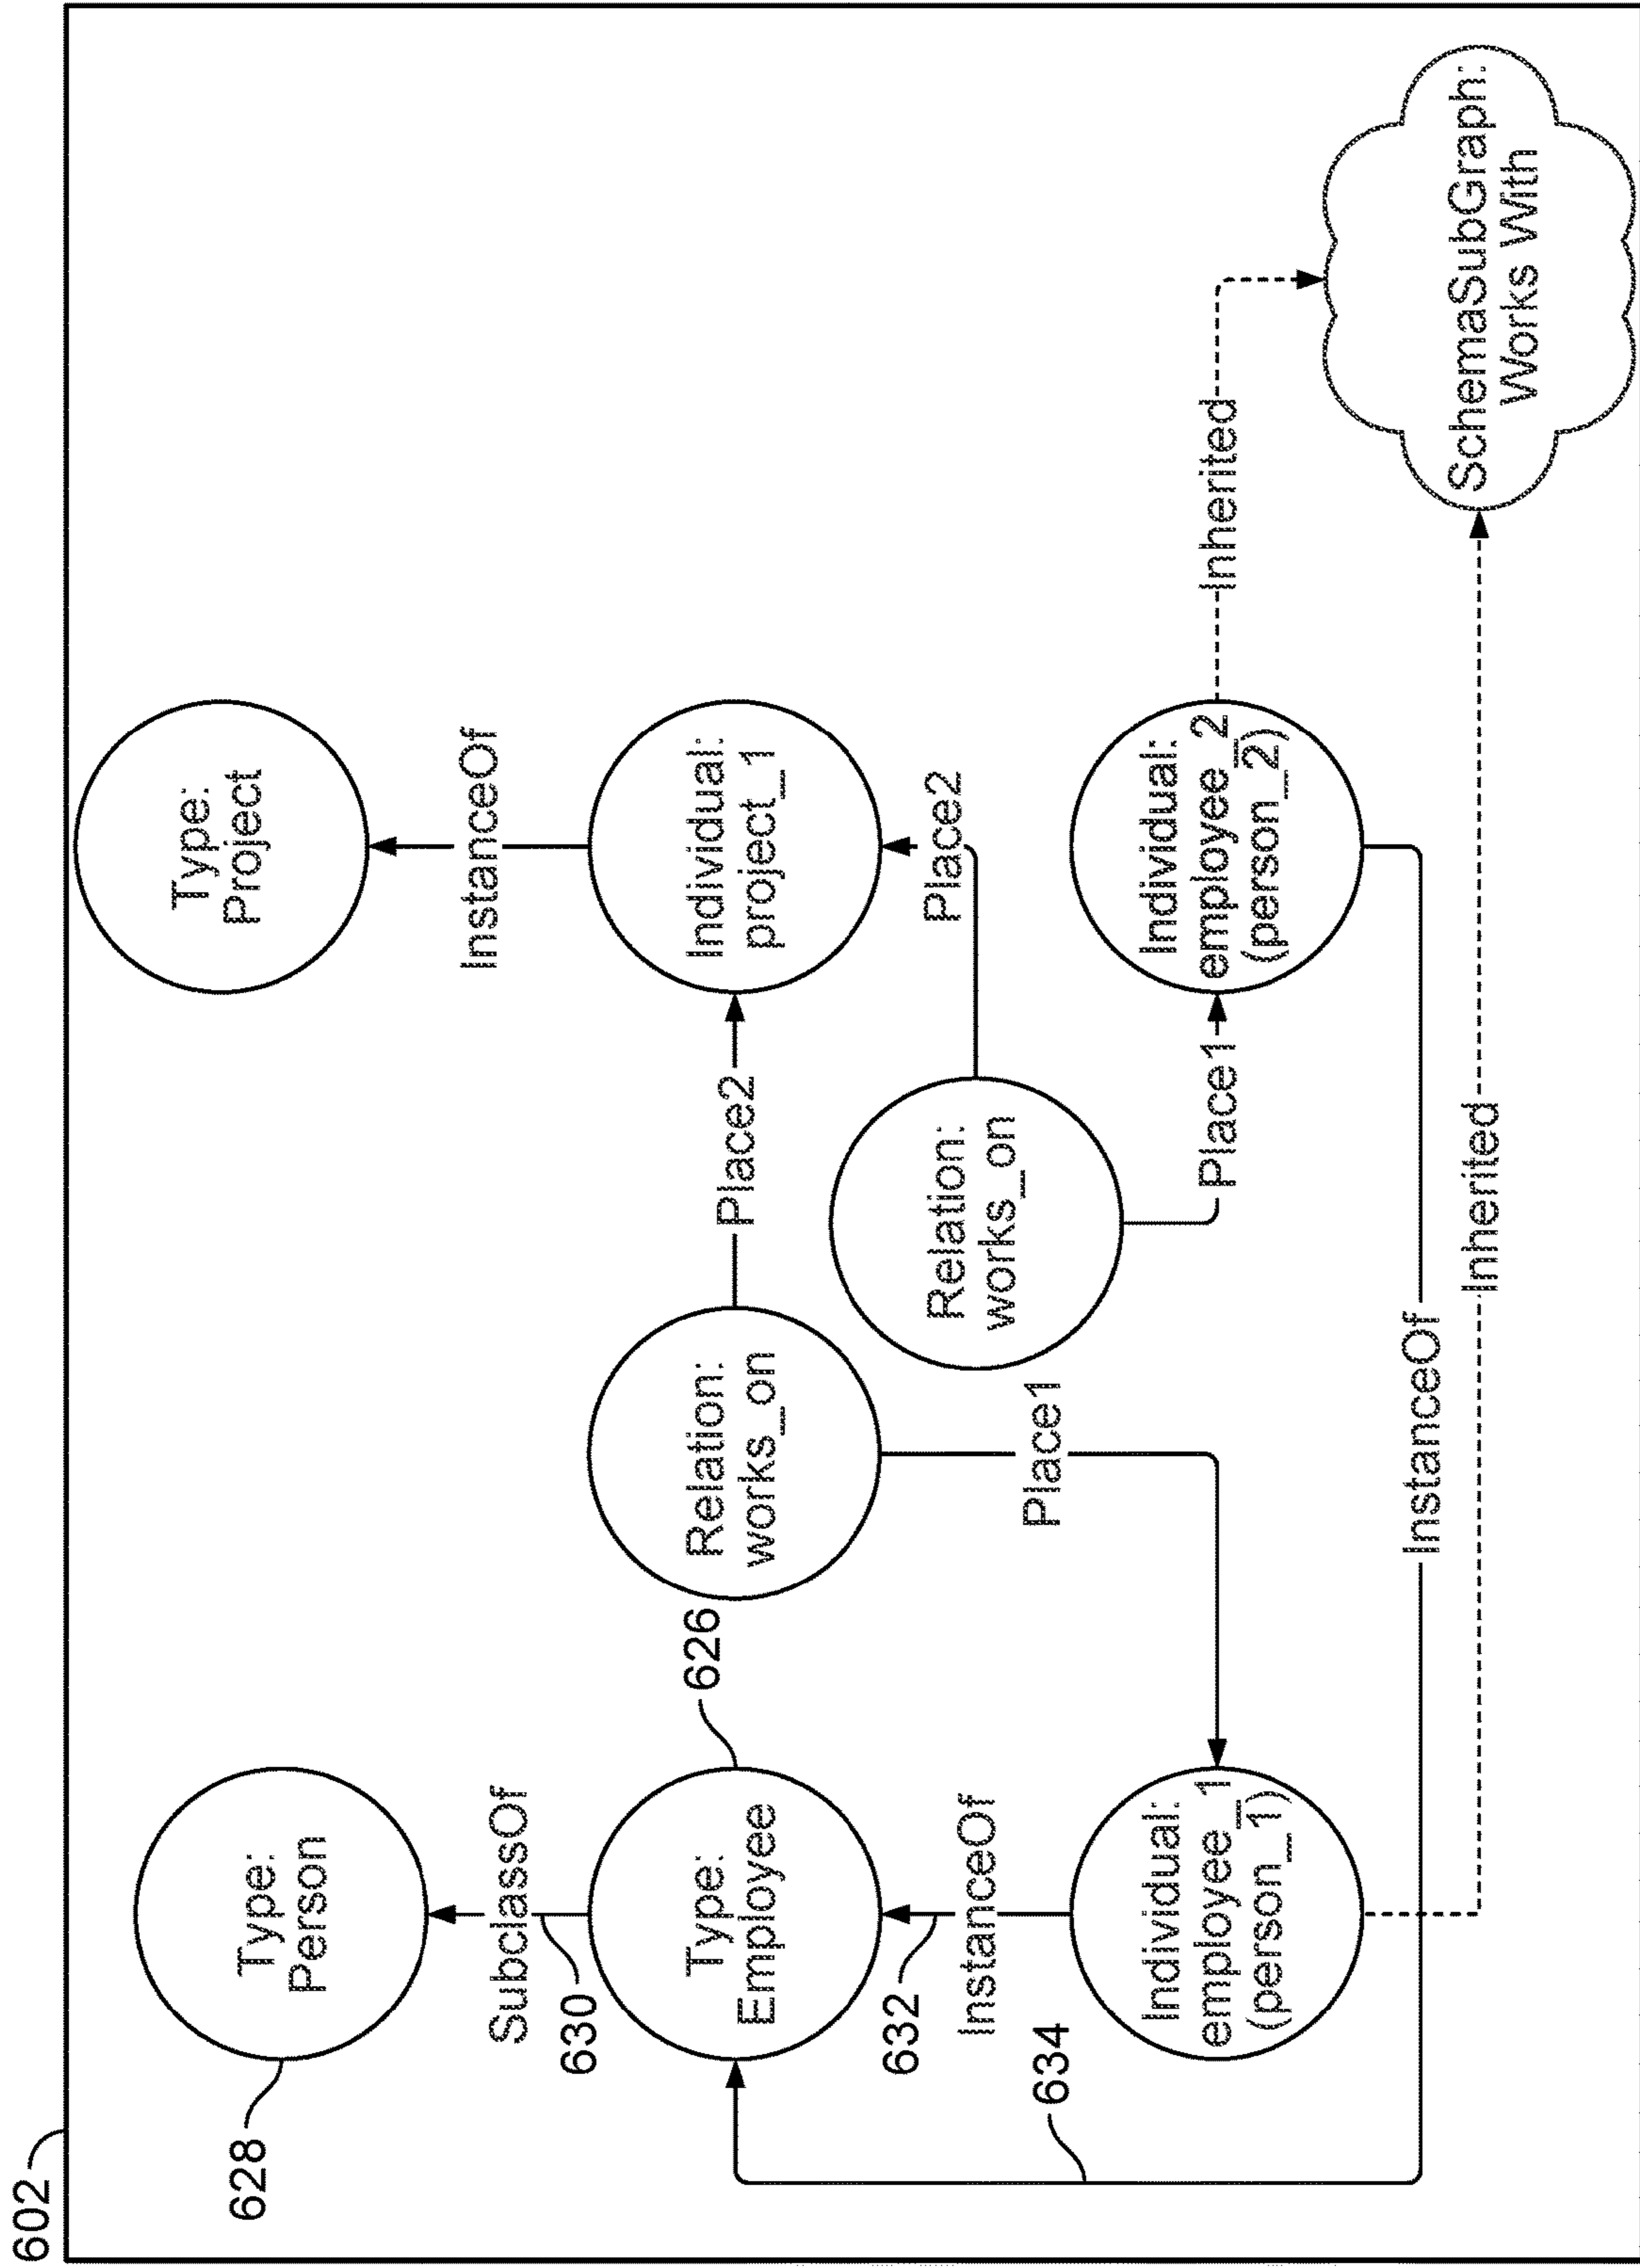 602
628
Type:
Person
Type:
Project
SubclassOf
630
InstanceOf
Type:
Employee
626
Relation:
works_on
Place2
Individual:
project_1
632
InstanceOf
634
Place1
Relation:
works_on
Place2
Individual:
employee_1
(person_1)
Place1
Individual:
employee_2
(person_2)
Inherited
InstanceOf
Inherited
SchemaSubGraph:
Works With